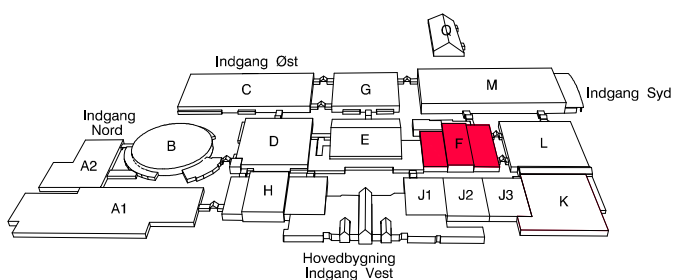 Q
Indgang Øst
C
G
M
Indgang Syd
Indgang
Nord
B
D
E
F
L
A2
A1
H
J1
J2
J3
K
Hovedbygning
Indgang Vest